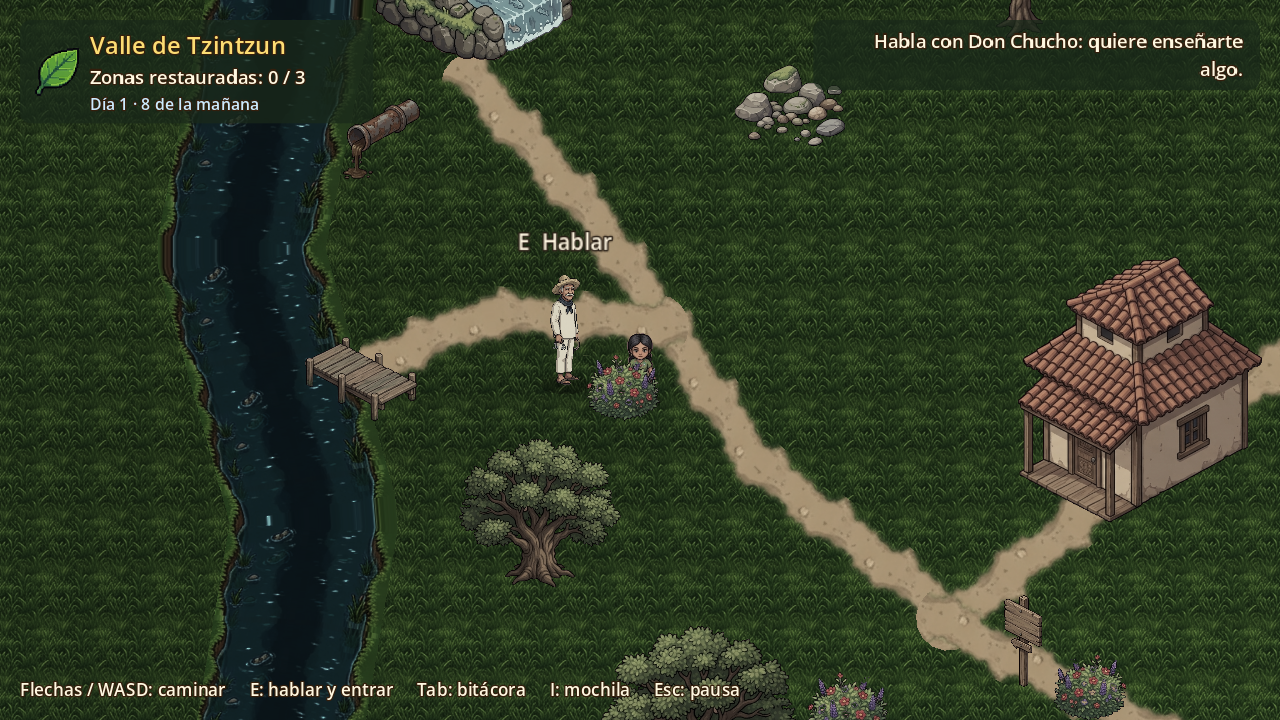 Valle de Tzintzun
Zonas restauradas: 0 / 3
Día 1 · 8 de la mañana
Habla con Don Chucho: quiere enseñarte
algo.
E Hablar
Flechas / WASD: caminar E: hablar y entrar Tab: bitácora I: mochila Esc: pausa